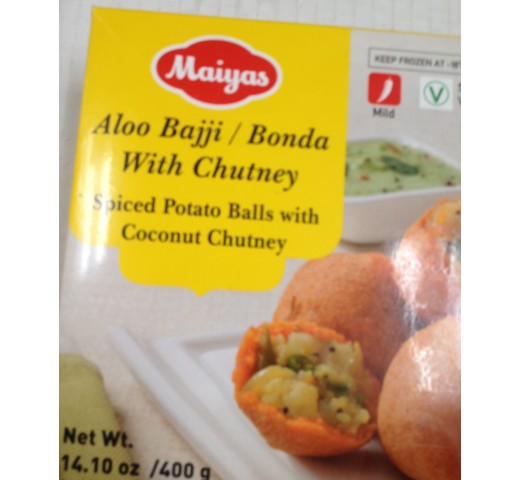 Maiyas
KEEP FROZEN AT -18°
Mild
V
Aloo Bajji / Bonda
With Chutney
Spiced Potato Balls with
Coconut Chutney
Net Wt.
14.10 oz /400 g